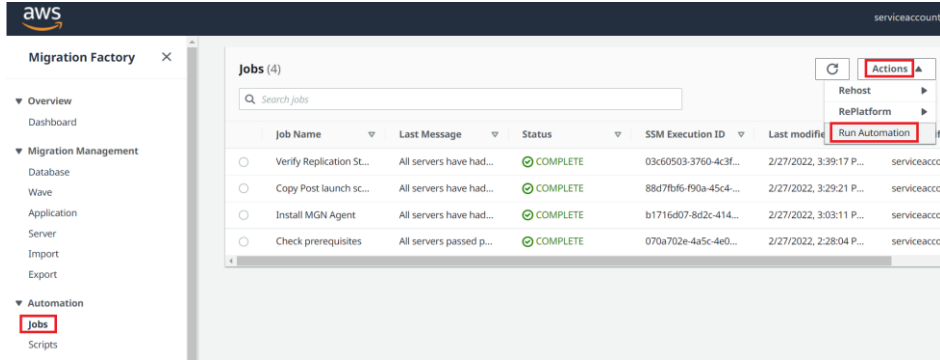 aws
serviceaccount
Migration Factory
Overview
Dashboard
Migration Management
Database
Wave
Application
Server
Import
Export
Automation
Jobs
Scripts
Jobs (4)
Actions
Search jobs
Rehost
RePlatform
Run Automation
Job Name Last Message Status SSM Execution ID Last modifie
Verify Replication St... All servers have had... COMPLETE 03c60503-3760-4c3f... 2/27/2022, 3:39:17 P... serviceacco
Copy Post launch sc... All servers have had... COMPLETE 88d7fbf6-f90a-45c4-... 2/27/2022, 3:29:21 P... serviceacco
Install MGN Agent All servers have had... COMPLETE b1716d07-8d2c-414... 2/27/2022, 3:03:11 P... serviceacco
Check prerequisites All servers passed p... COMPLETE 070a702e-4a5c-4e0... 2/27/2022, 2:28:04 P... serviceacco